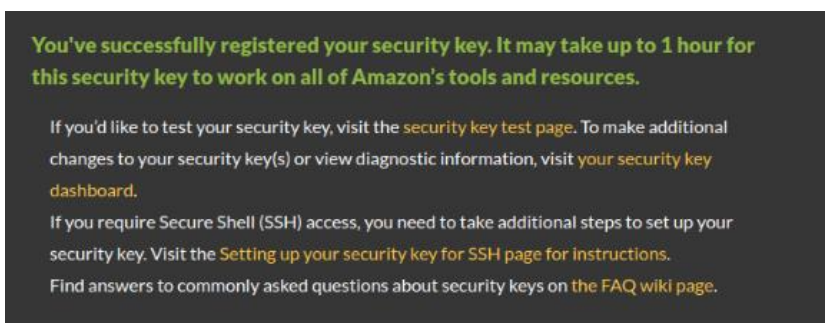 You've successfully registered your security key. It may take up to 1 hour for
this security key to work on all of Amazon's tools and resources.
If you'd like to test your security key, visit the security key test page. To make additional
changes to your security key(s) or view diagnostic information, visit your security key
dashboard.
If you require Secure Shell (SSH) access, you need to take additional steps to set up your
security key. Visit the Setting up your security key for SSH page for instructions.
Find answers to commonly asked questions about security keys on the FAQ wiki page.